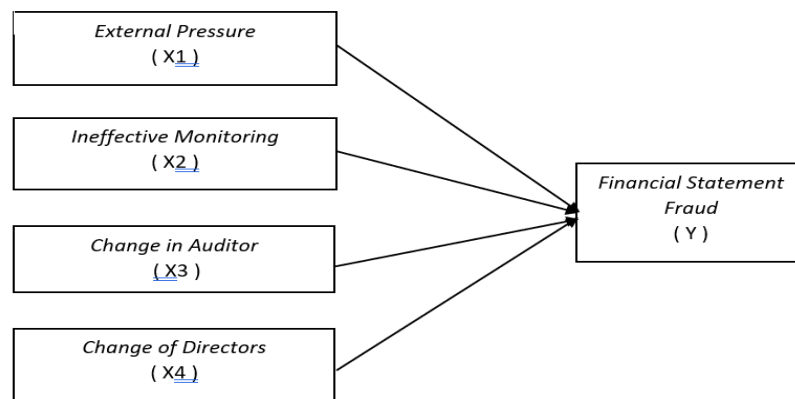 External Pressure
( X1 )
Ineffective Monitoring
( X2 )
Change in Auditor
( X3 )
Change of Directors
( X4 )
Financial Statement
Fraud
( Y )